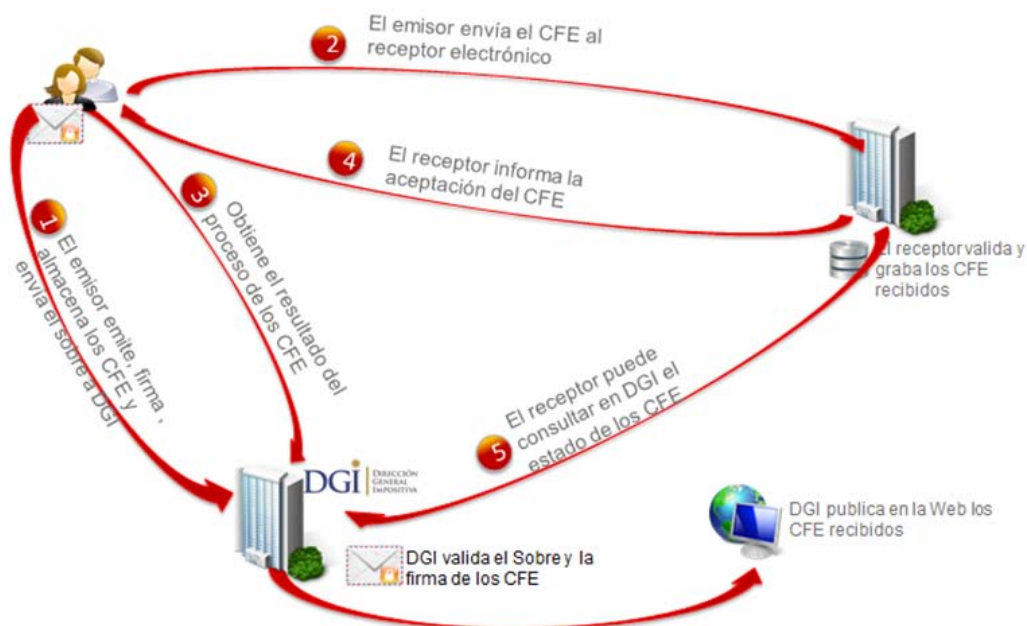 2
El emisor envía el CFE al
receptor electrónico
4
El receptor informa la
aceptación del CFE
3
Obtiene el resultado del
proceso de los CFE
1
El emisor emite, firma ,
almacena los CFE y
envía el sobre a DGI
El receptor valida y
graba los CFE
recibidos
5
El receptor puede
consultar en DGI el
estado de los CFE
DGI
DIRECCIÓN
GENERAL
IMPOSITIVA
DGI valida el Sobre y la
firma de los CFE
DGI publica en la Web los
CFE recibidos